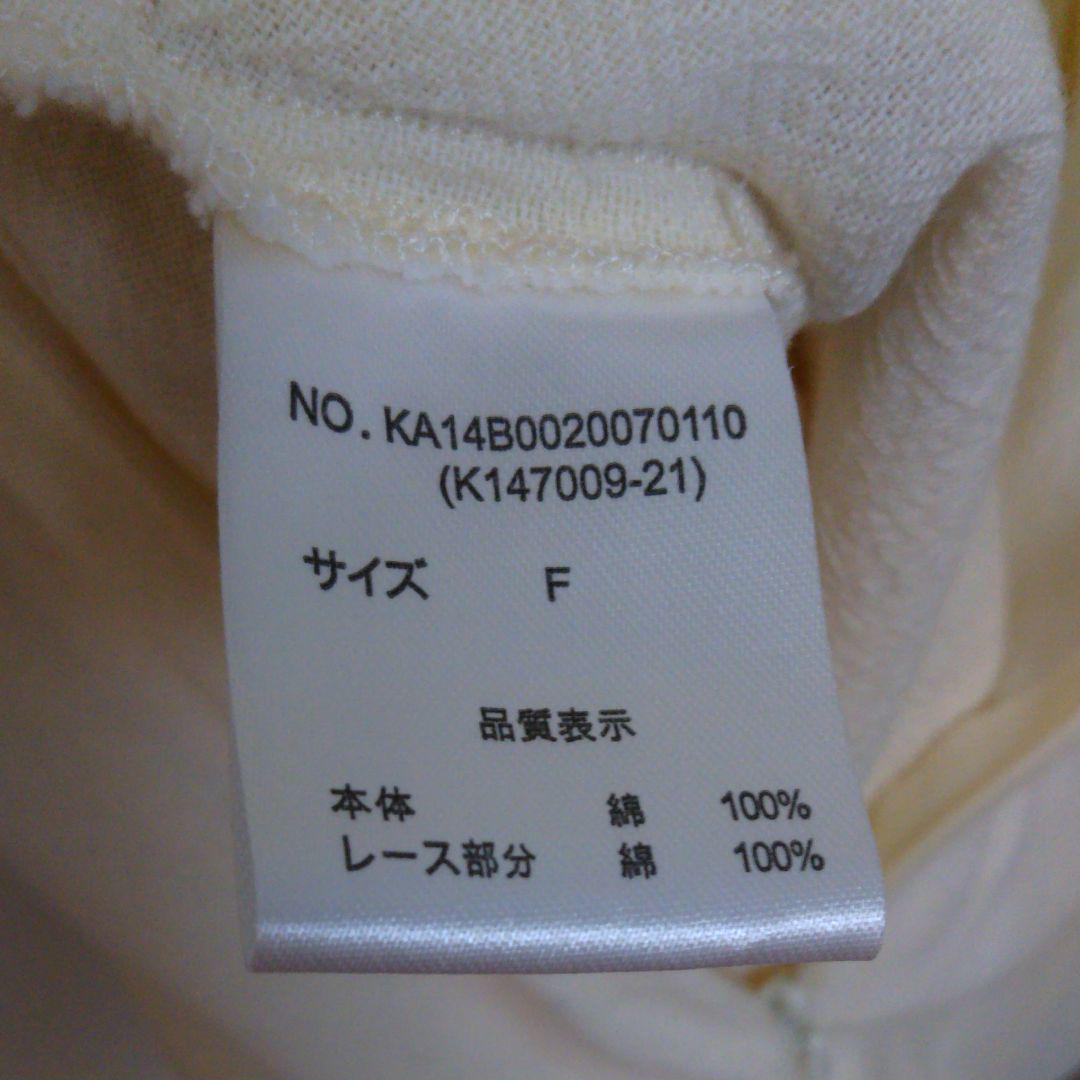 NO.KA14B0020070110
(K147009-21)
サイズ F
品質表示
本体 綿 100%
レース部分 綿 100%